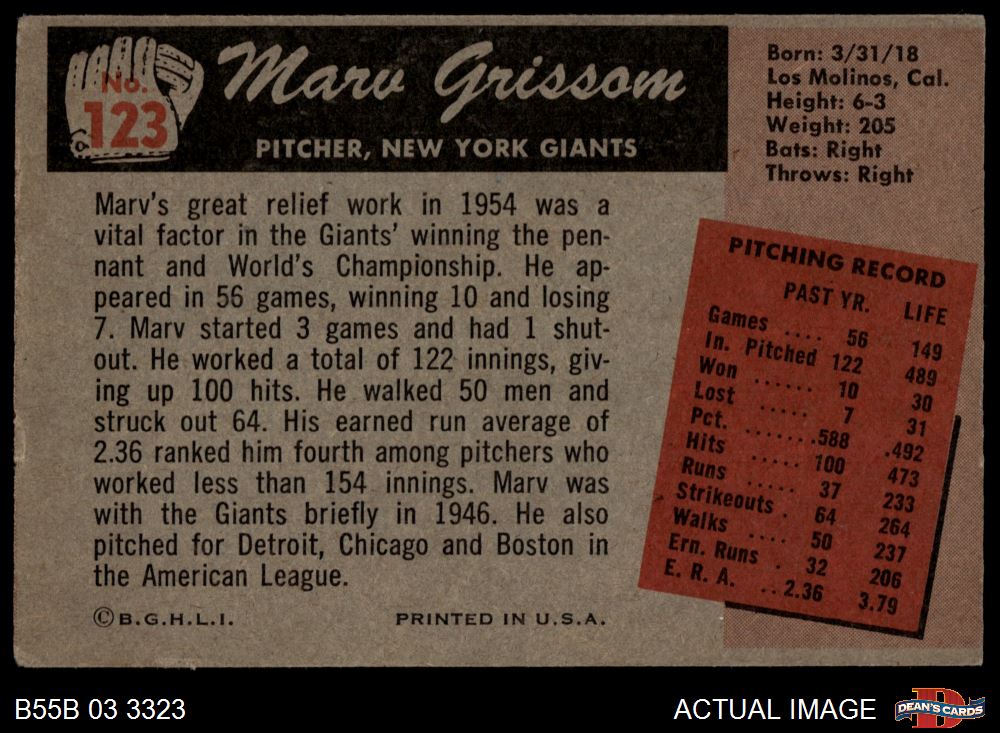 No.
123
Marv Grissom
PITCHER, NEW YORK GIANTS
Born: 3/31/18
Los Molinos, Cal.
Height: 6-3
Weight: 205
Bats: Right
Throws: Right
Marv's great relief work in 1954 was a
vital factor in the Giants' winning the pen-
nant and World's Championship. He ap-
peared in 56 games, winning 10 and losing
7. Marv started 3 games and had 1 shut-
out. He worked a total of 122 innings, giv-
ing up 100 hits. He walked 50 men and
struck out 64. His earned run average of
2.36 ranked him fourth among pitchers who
worked less than 154 innings. Marv was
with the Giants briefly in 1946. He also
pitched for Detroit, Chicago and Boston in
the American League.
©B.G.H.L.I. PRINTED IN U.S.A.
PITCHING RECORD
PAST YR. LIFE
Games .... 56 149
In. Pitched 122 489
Won ...... 10 30
Lost ..... 7 31
Pct. .......588 .492
Hits ..... 100 473
Runs ..... 37 233
Strikeouts . 64 264
Walks .... 50 237
Ern. Runs . 32 206
E. R. A. ..2.36 3.79
B55B 03 3323
ACTUAL IMAGE
DEAN'S CARDS